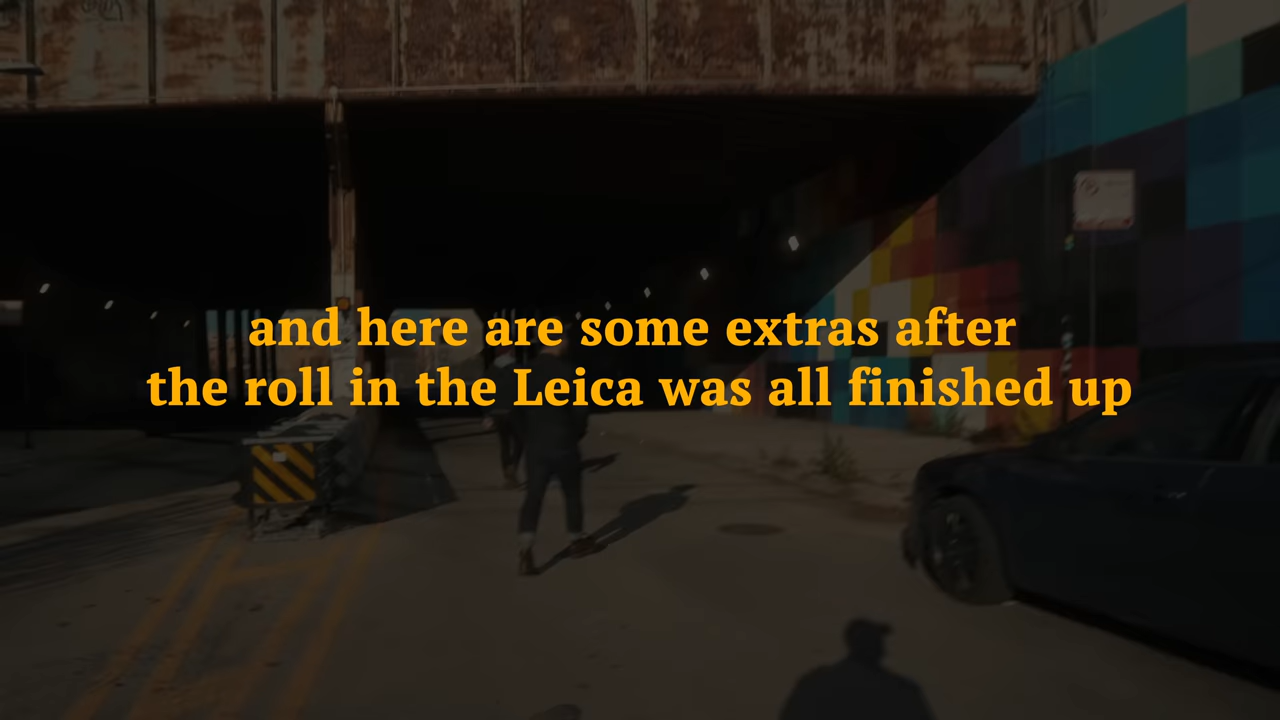 and here are some extras after
the roll in the Leica was all finished up